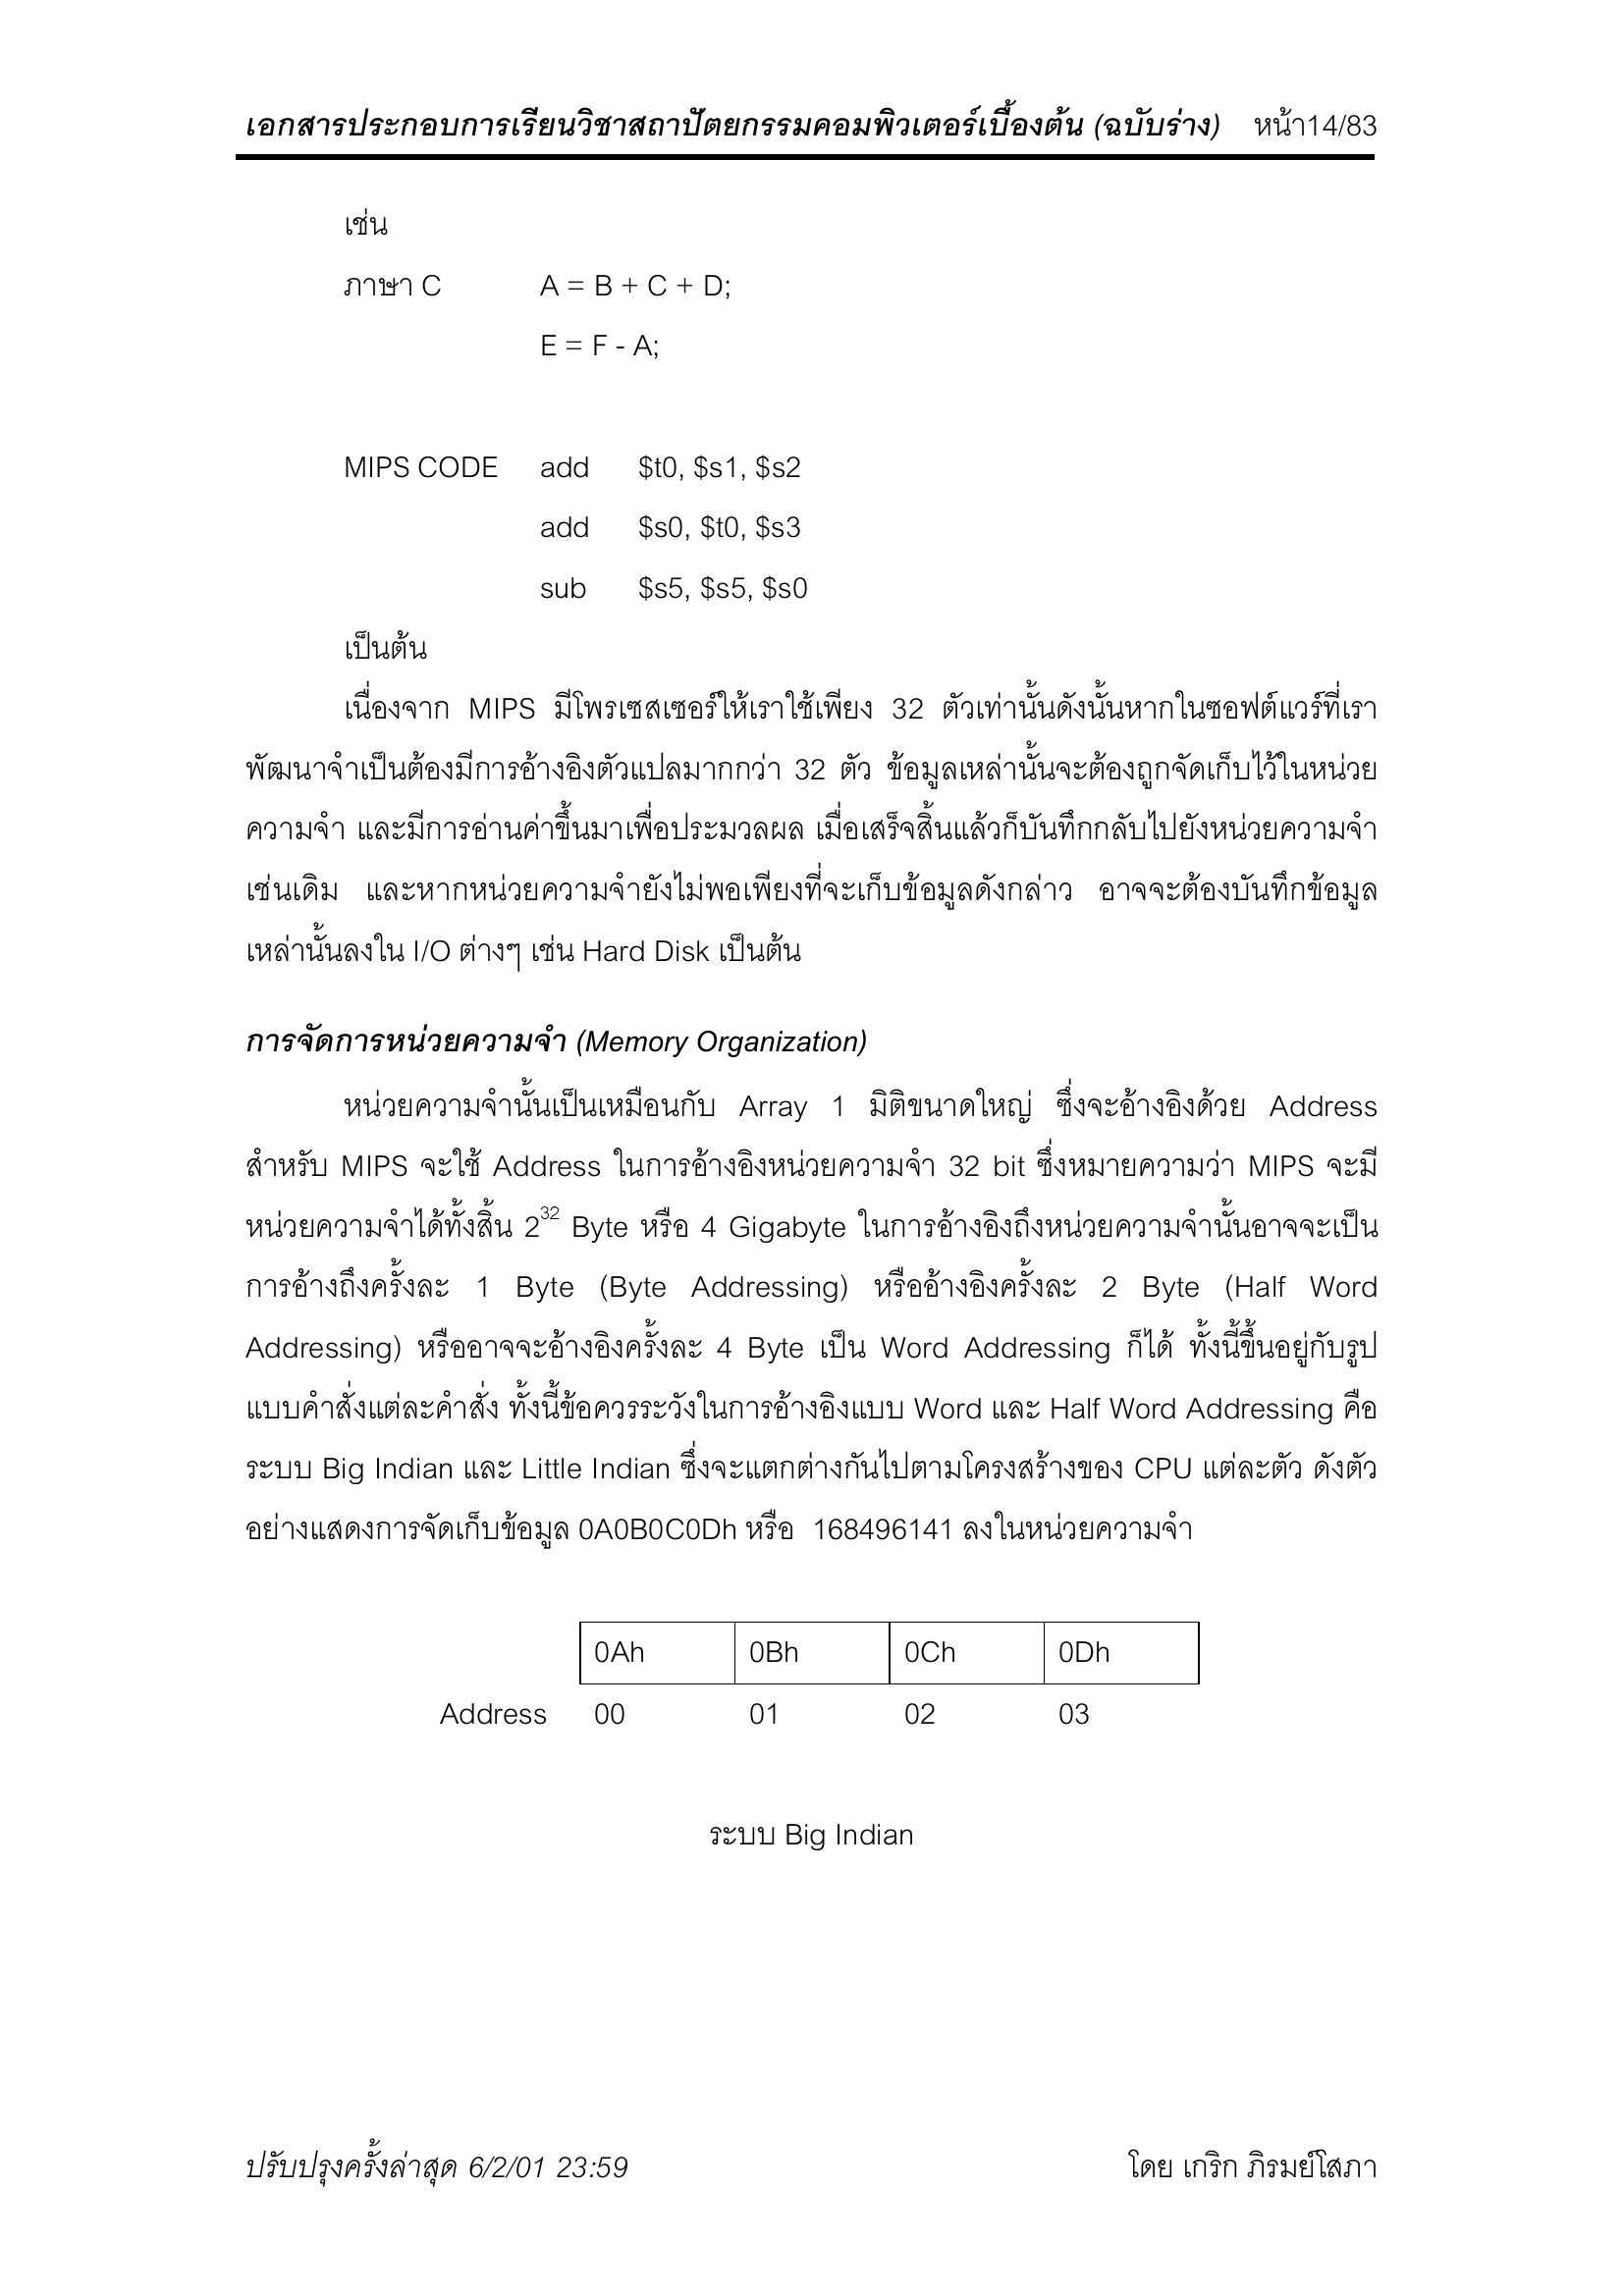 เอกสารประกอบการเรียนวิชาสถาปัตยกรรมคอมพิวเตอร์เบื้องต้น (ฉบับร่าง) หน้า14/83
เช่น
ภาษา C A = B + C + D;
E = F - A;
MIPS CODE add $t0, $s1, $s2
add $s0, $t0, $s3
sub $s5, $s5, $s0
เป็นต้น
เนื่องจาก MIPS มีโพรเซสเซอร์ให้เราใช้เพียง 32 ตัวเท่านั้นดังนั้นหากในซอฟต์แวร์ที่เรา
พัฒนาจำเป็นต้องมีการอ้างอิงตัวแปลมากกว่า 32 ตัว ข้อมูลเหล่านั้นจะต้องถูกจัดเก็บไว้ในหน่วย
ความจำ และมีการอ่านค่าขึ้นมาเพื่อประมวลผล เมื่อเสร็จสิ้นแล้วก็บันทึกกลับไปยังหน่วยความจำ
เช่นเดิม และหากหน่วยความจำยังไม่พอเพียงที่จะเก็บข้อมูลดังกล่าว อาจจะต้องบันทึกข้อมูล
เหล่านั้นลงใน I/O ต่างๆ เช่น Hard Disk เป็นต้น
การจัดการหน่วยความจำ (Memory Organization)
หน่วยความจำนั้นเป็นเหมือนกับ Array 1 มิติขนาดใหญ่ ซึ่งจะอ้างอิงด้วย Address
สำหรับ MIPS จะใช้ Address ในการอ้างอิงหน่วยความจำ 32 bit ซึ่งหมายความว่า MIPS จะมี
หน่วยความจำได้ทั้งสิ้น 2³² Byte หรือ 4 Gigabyte ในการอ้างอิงถึงหน่วยความจำนั้นอาจจะเป็น
การอ้างถึงครั้งละ 1 Byte (Byte Addressing) หรืออ้างอิงครั้งละ 2 Byte (Half Word
Addressing) หรืออาจจะอ้างอิงครั้งละ 4 Byte เป็น Word Addressing ก็ได้ ทั้งนี้ขึ้นอยู่กับรูป
แบบคำสั่งแต่ละคำสั่ง ทั้งนี้ข้อควรระวังในการอ้างอิงแบบ Word และ Half Word Addressing คือ
ระบบ Big Indian และ Little Indian ซึ่งจะแตกต่างกันไปตามโครงสร้างของ CPU แต่ละตัว ดังตัว
อย่างแสดงการจัดเก็บข้อมูล 0A0B0C0Dh หรือ 168496141 ลงในหน่วยความจำ
0Ah 0Bh 0Ch 0Dh
Address 00 01 02 03
ระบบ Big Indian
ปรับปรุงครั้งล่าสุด 6/2/01 23:59 โดย เกริก ภิรมย์โสภา